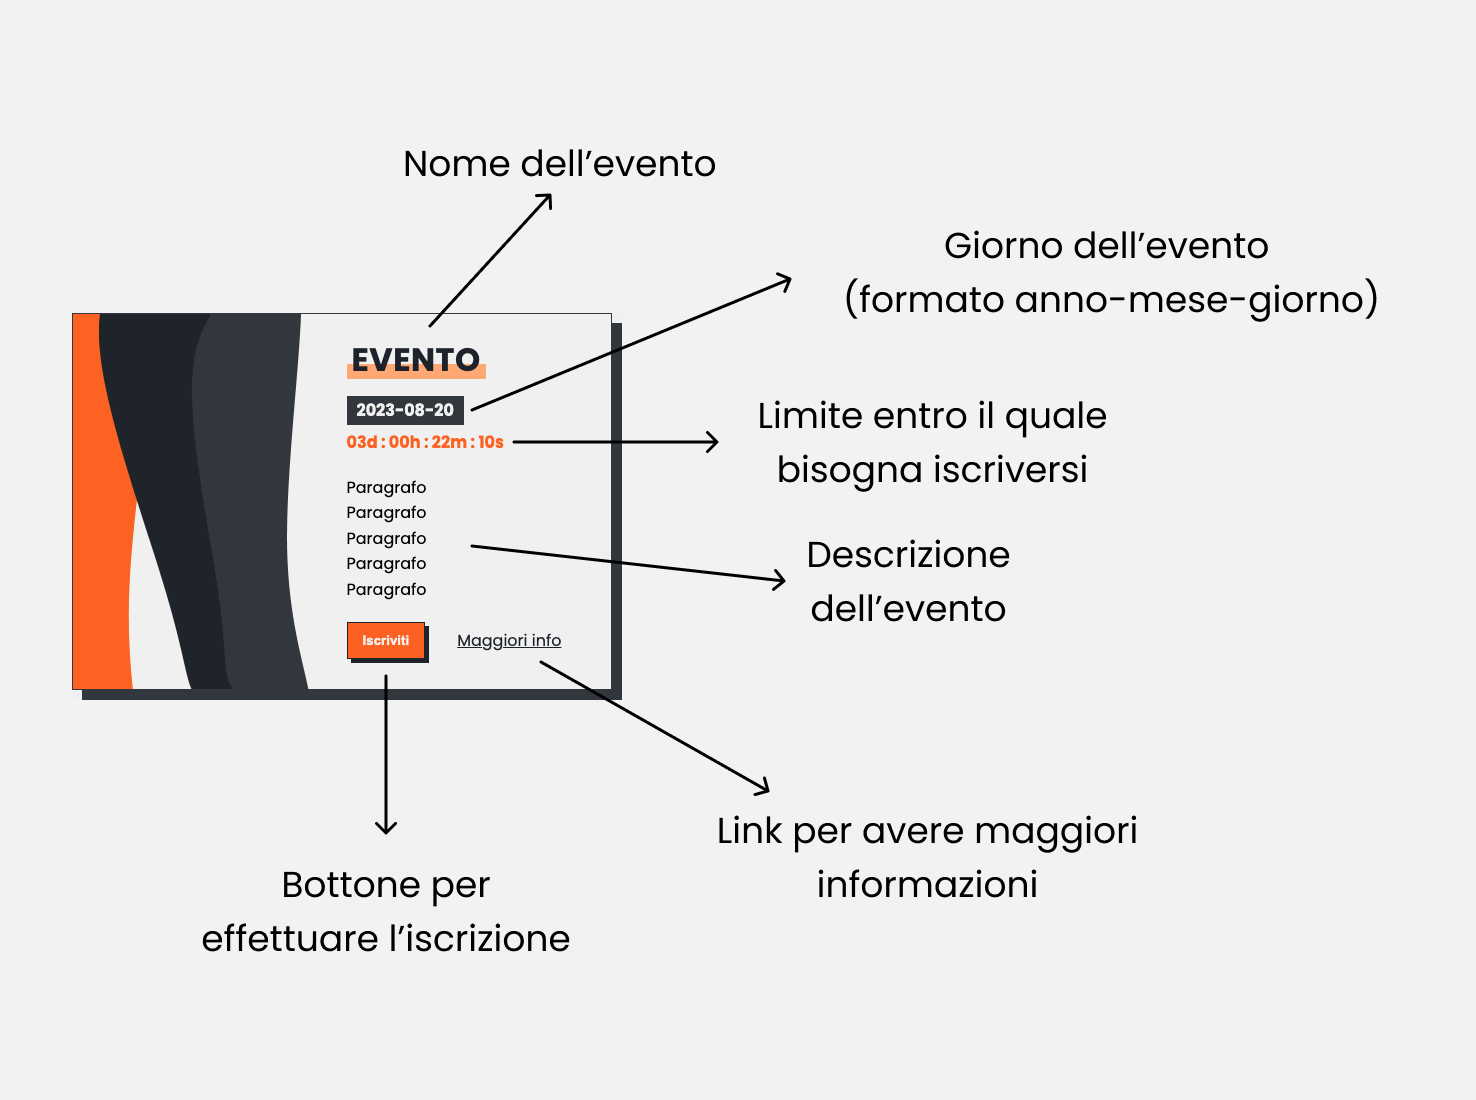 Nome dell’evento
Giorno dell’evento
(formato anno-mese-giorno)
EVENTO
2023-08-20
03d : 00h : 22m : 10s
Limite entro il quale
bisogna iscriversi
Paragrafo
Paragrafo
Paragrafo
Paragrafo
Paragrafo
Descrizione
dell’evento
Iscriviti
Maggiori info
Link per avere maggiori
informazioni
Bottone per
effettuare l’iscrizione